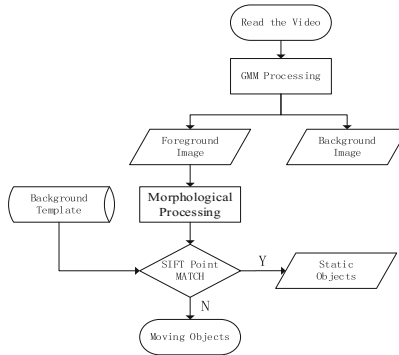 Read the Video
GMM Processing
Foreground
Image
Background
Image
Background
Template
Morphological
Processing
SIFT Point
MATCH
Y
Static
Objects
N
Moving Objects